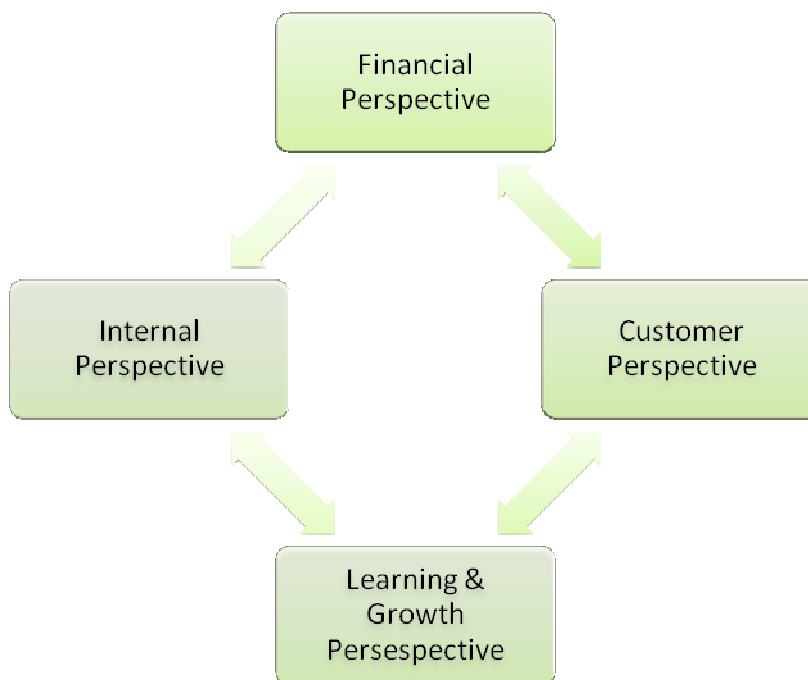 Financial
Perspective
Internal
Perspective
Customer
Perspective
Learning &
Growth
Persespective